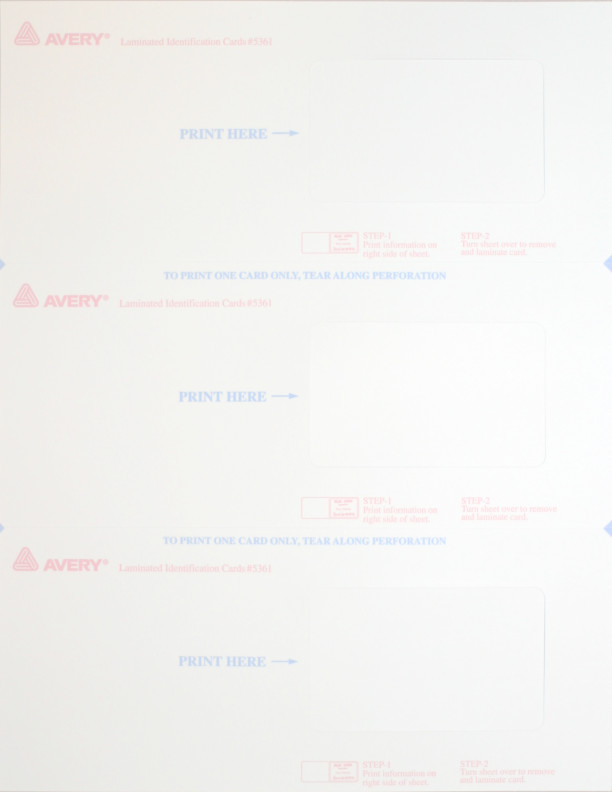 AVERY® Laminated Identification Cards #5361
PRINT HERE
STEP-1 STEP-2
Print information on Turn sheet over to remove
right side of sheet. and laminate card.
TO PRINT ONE CARD ONLY, TEAR ALONG PERFORATION
AVERY® Laminated Identification Cards #5361
PRINT HERE
STEP-1 STEP-2
Print information on Turn sheet over to remove
right side of sheet. and laminate card.
TO PRINT ONE CARD ONLY, TEAR ALONG PERFORATION
AVERY® Laminated Identification Cards #5361
PRINT HERE
STEP-1 STEP-2
Print information on Turn sheet over to remove
right side of sheet. and laminate card.